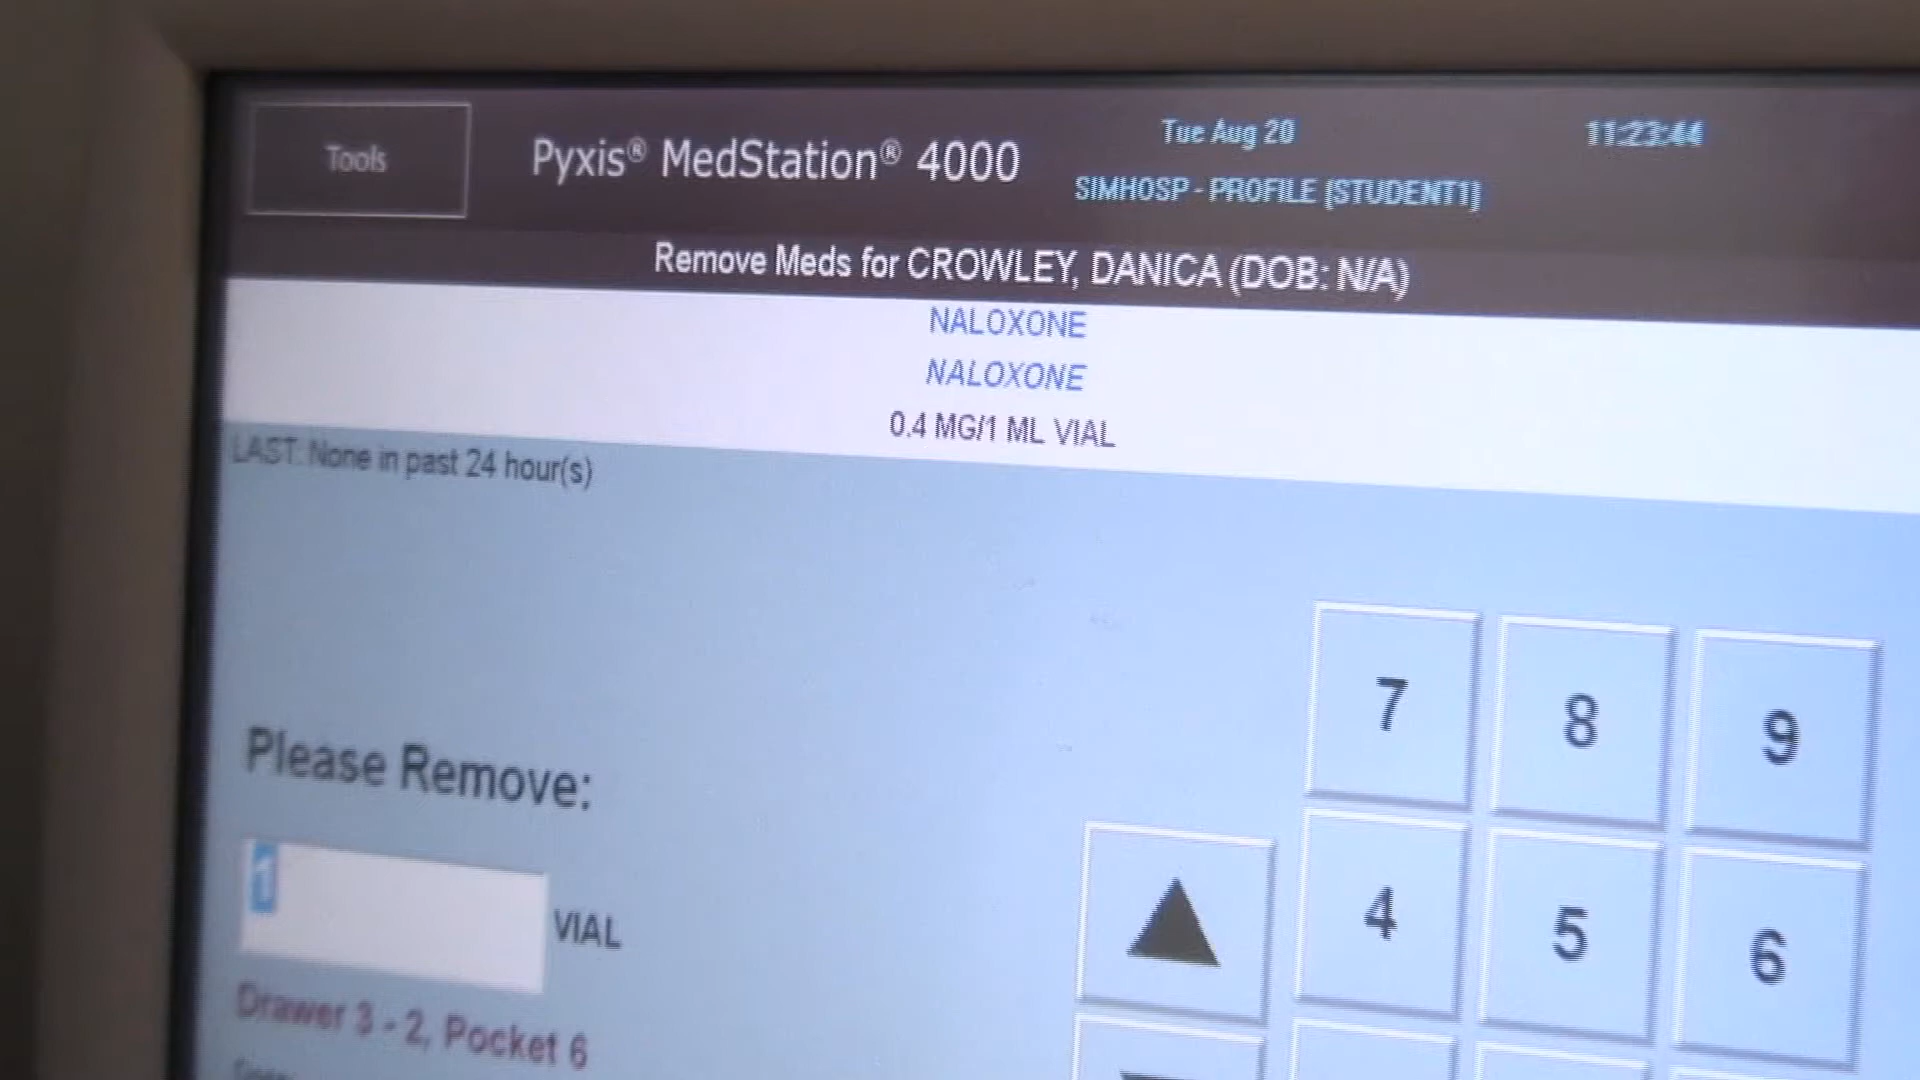 Tools
Pyxis® MedStation® 4000
Tue Aug 20
11:23:44
SIMHOSP - PROFILE [STUDENT1]
Remove Meds for CROWLEY, DANICA (DOB: N/A)
NALOXONE
NALOXONE
0.4 MG/1 ML VIAL
LAST: None in past 24 hour(s)
7
8
9
Please Remove:
1
VIAL
4
5
6
Drawer 3 - 2, Pocket 6